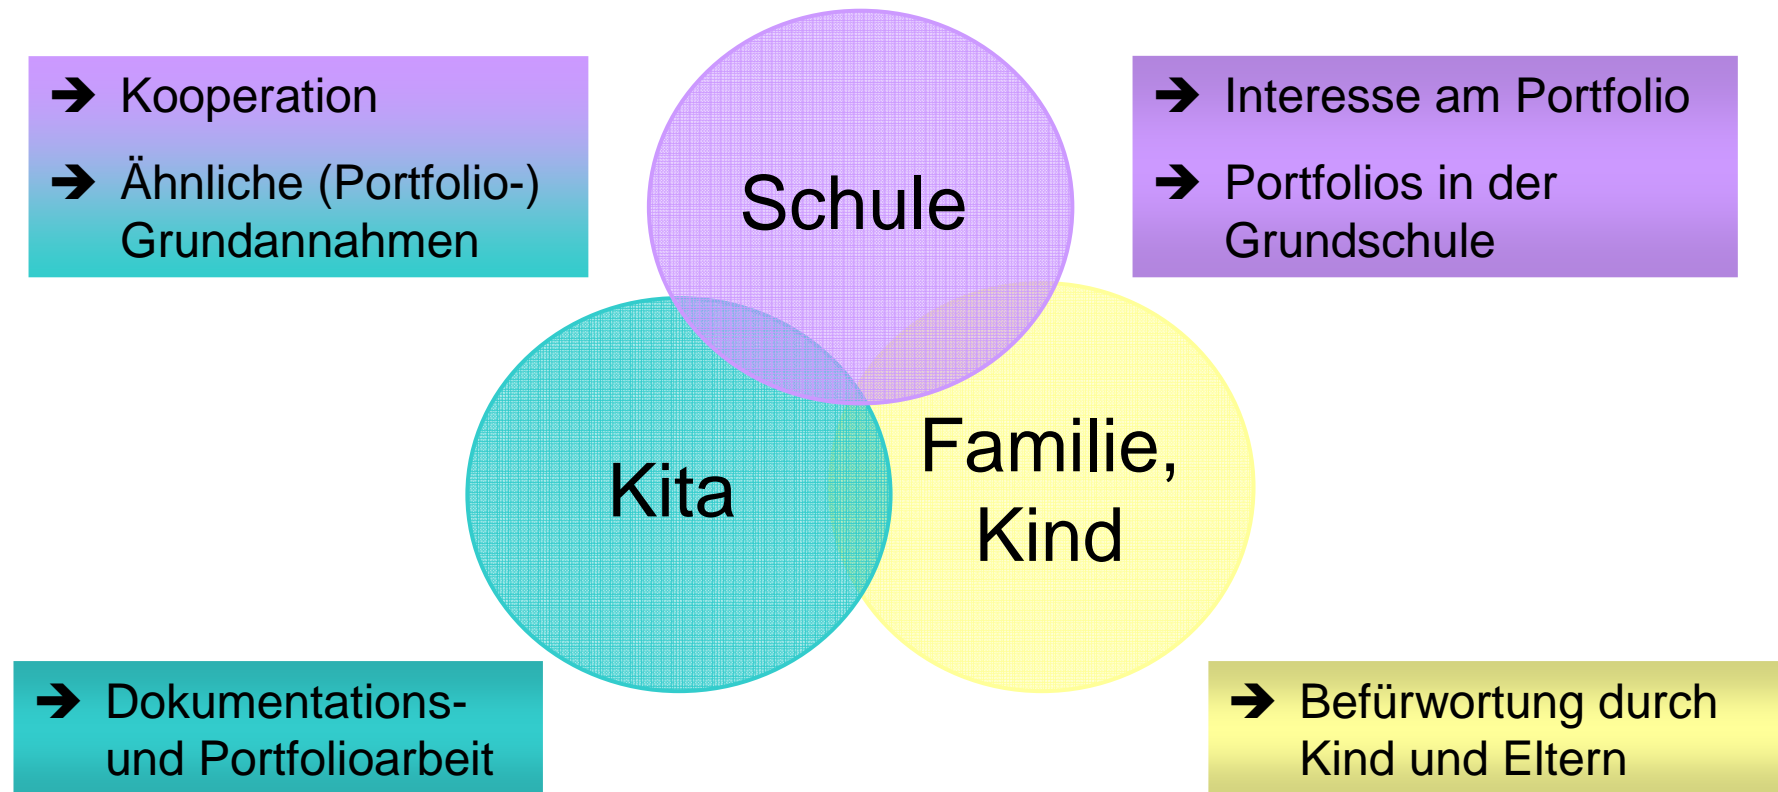 ➔ Kooperation
➔ Ähnliche (Portfolio-)
Grundannahmen
Schule
➔ Interesse am Portfolio
➔ Portfolios in der
Grundschule
Kita
Familie,
Kind
➔ Dokumentations-
und Portfolioarbeit
➔ Befürwortung durch
Kind und Eltern